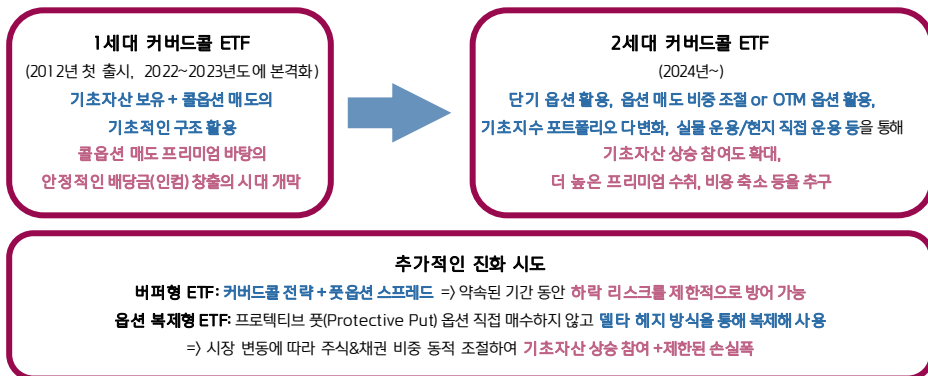 1세대 커버드콜 ETF
(2012년 첫 출시, 2022~2023년도에 본격화)
기초자산 보유 + 콜옵션 매도의
기초적인 구조 활용
콜옵션 매도 프리미엄 바탕의
안정적인 배당금(인컴) 창출의 시대 개막
2세대 커버드콜 ETF
(2024년~)
단기 옵션 활용, 옵션 매도 비중 조절 or OTM 옵션 활용,
기초지수 포트폴리오 다변화, 실물 운용/현지 직접 운용 등을 통해
기초자산 상승 참여도 확대,
더 높은 프리미엄 수취, 비용 축소 등을 추구
추가적인 진화 시도
버퍼형 ETF: 커버드콜 전략 + 풋옵션 스프레드 => 약속된 기간 동안 하락 리스크를 제한적으로 방어 가능
옵션 복제형 ETF: 프로텍티브 풋(Protective Put) 옵션 직접 매수하지 않고 델타 헤지 방식을 통해 복제해 사용
=> 시장 변동에 따라 주식&채권 비중 동적 조절하여 기초자산 상승 참여 +제한된 손실폭